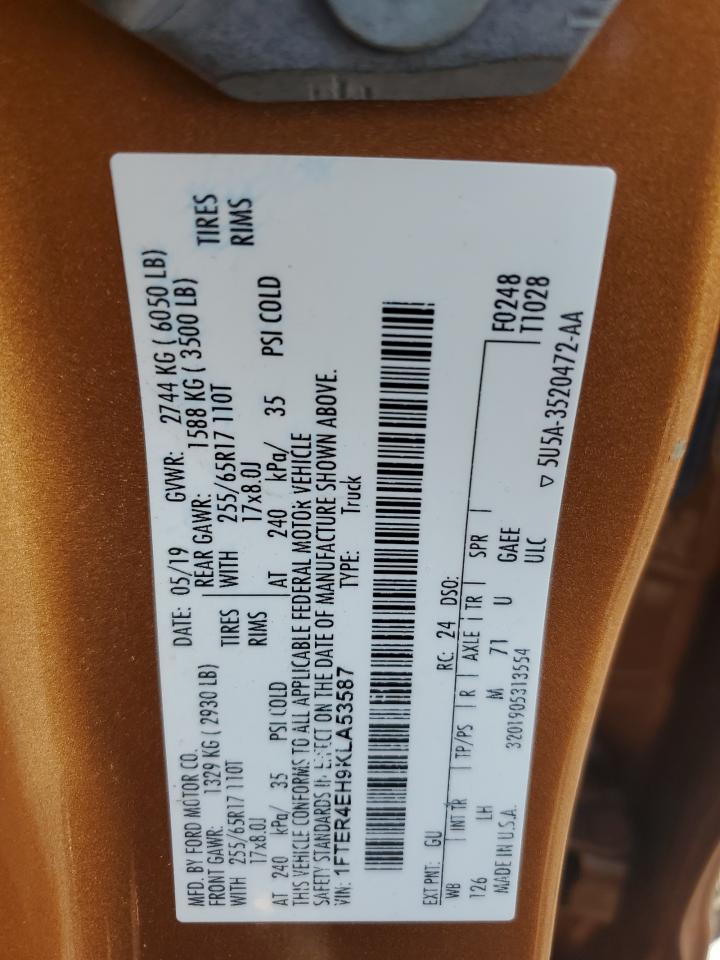 MFD. BY FORD MOTOR CO.
DATE: 05/19 GVWR: 2744 KG ( 6050 LB)
FRONT GAWR: 1329 KG ( 2930 LB)
REAR GAWR: 1588 KG ( 3500 LB)
WITH 255/65R17 110T TIRES
WITH 255/65R17 110T TIRES
17x8.0J RIMS
17x8.0J RIMS
AT 240 kPa/ 35 PSI COLD
AT 240 kPa/ 35 PSI COLD
THIS VEHICLE CONFORMS TO ALL APPLICABLE FEDERAL MOTOR VEHICLE
SAFETY STANDARDS IN EFFECT ON THE DATE OF MANUFACTURE SHOWN ABOVE.
VIN: 1FTER4EH9KLA53587 TYPE: Truck
EXT PNT: GU RC: 24 DSO: F0248
WB INT TR TP/PS R AXLE TR SPR T1028
126 LH M 71 U GAEE
MADE IN U.S.A. 3201905313554 ULC
▽ 5U5A-3520472-AA